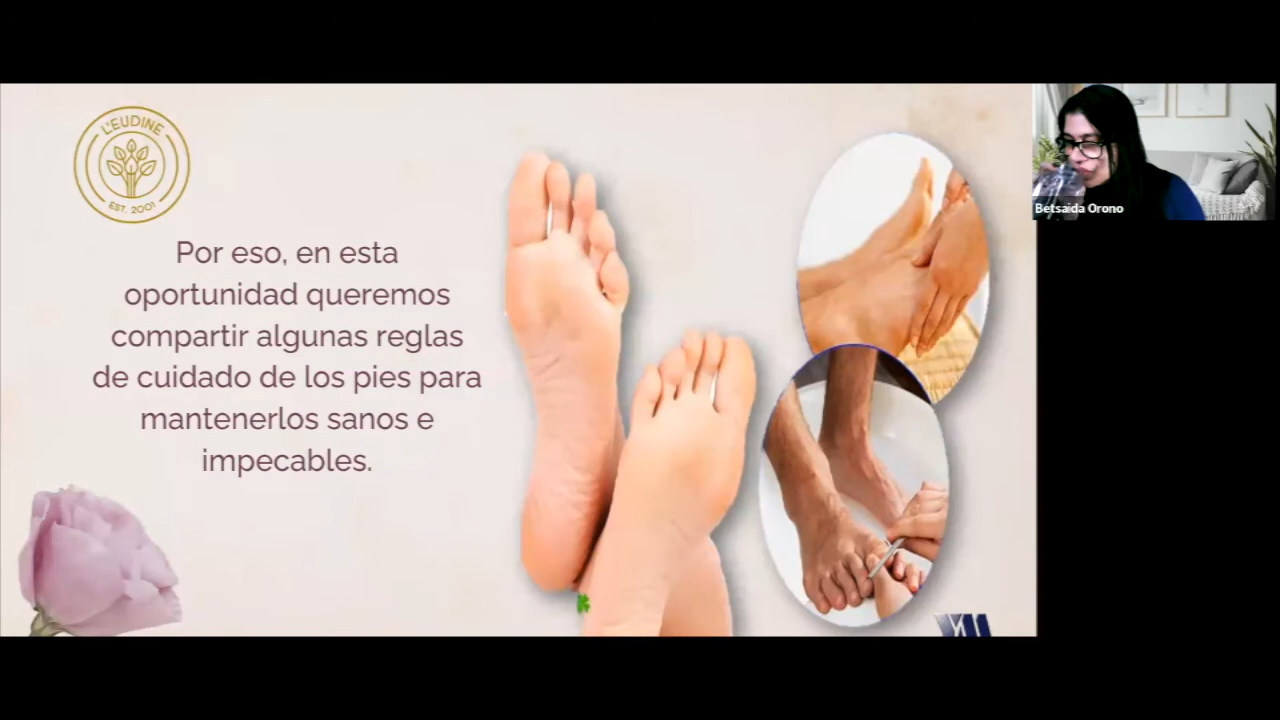 L'EUDINE
EST. 2001
Por eso, en esta
oportunidad queremos
compartir algunas reglas
de cuidado de los pies para
mantenerlos sanos e
impecables.
Betsaida Orono